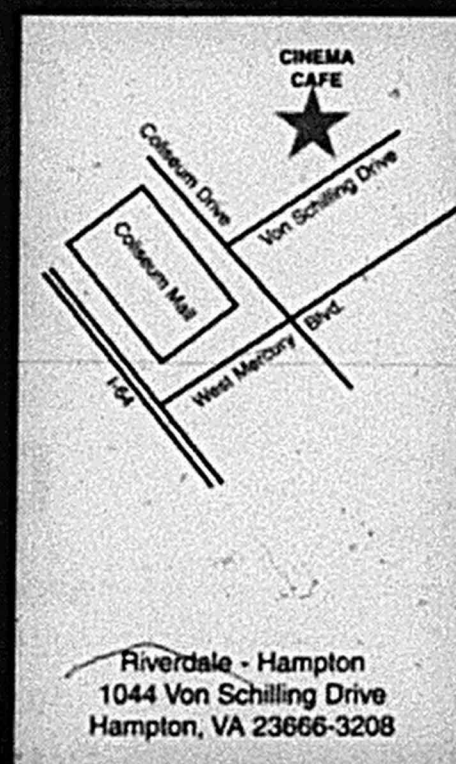 CINEMA
CAFE
Coliseum Drive
Von Schilling Drive
Coliseum Mall
West Mercury Blvd.
I-64
Riverdale - Hampton
1044 Von Schilling Drive
Hampton, VA 23666-3208